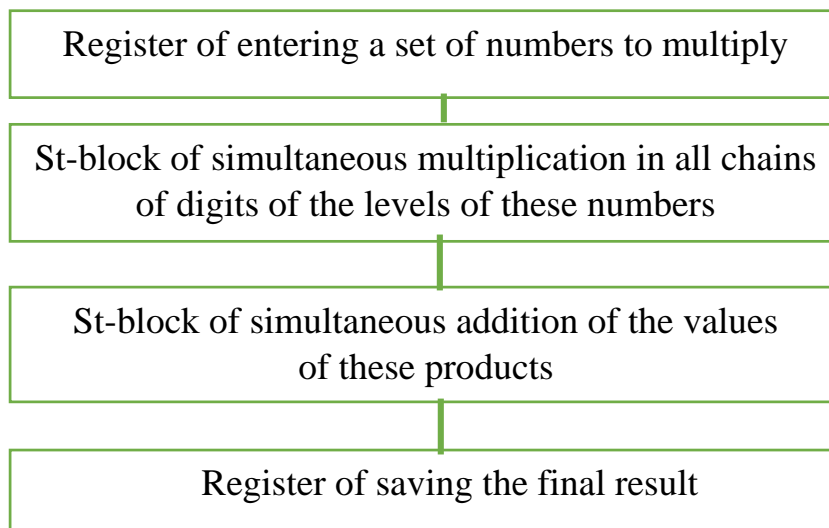 Register of entering a set of numbers to multiply
St-block of simultaneous multiplication in all chains
of digits of the levels of these numbers
St-block of simultaneous addition of the values
of these products
Register of saving the final result